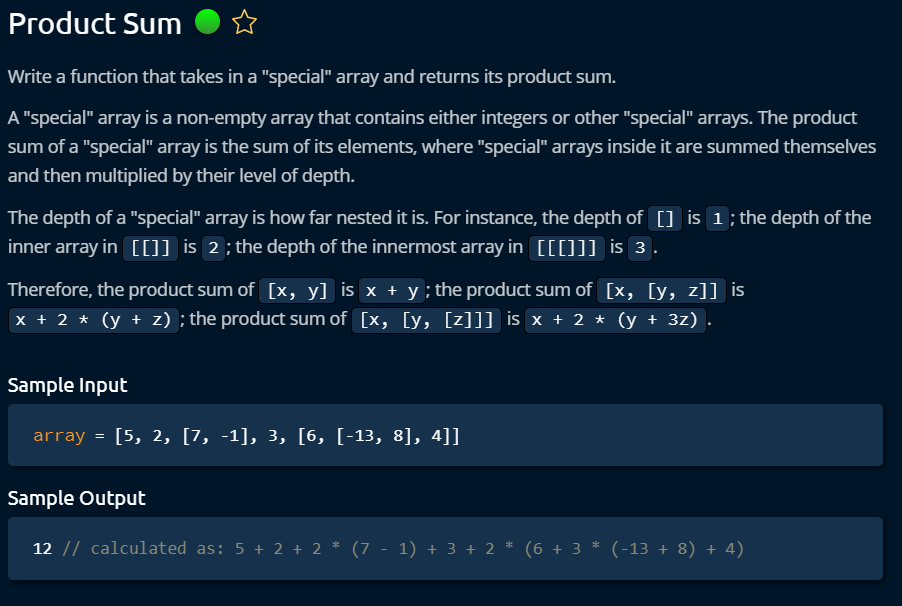 Product Sum
Write a function that takes in a "special" array and returns its product sum.
A "special" array is a non-empty array that contains either integers or other "special" arrays. The product
sum of a "special" array is the sum of its elements, where "special" arrays inside it are summed themselves
and then multiplied by their level of depth.
The depth of a "special" array is how far nested it is. For instance, the depth of [] is 1; the depth of the
inner array in [[]] is 2; the depth of the innermost array in [[[]]] is 3.
Therefore, the product sum of [x, y] is x + y; the product sum of [x, [y, z]] is
x + 2 * (y + z); the product sum of [x, [y, [z]]] is x + 2 * (y + 3z).
Sample Input
array = [5, 2, [7, -1], 3, [6, [-13, 8], 4]]
Sample Output
12 // calculated as: 5 + 2 + 2 * (7 - 1) + 3 + 2 * (6 + 3 * (-13 + 8) + 4)